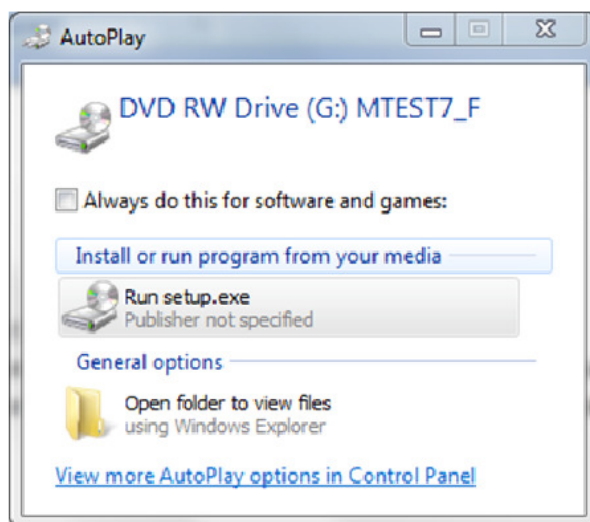 AutoPlay
DVD RW Drive (G:) MTEST7_F
Always do this for software and games:
Install or run program from your media
Run setup.exe
Publisher not specified
General options
Open folder to view files
using Windows Explorer
View more AutoPlay options in Control Panel